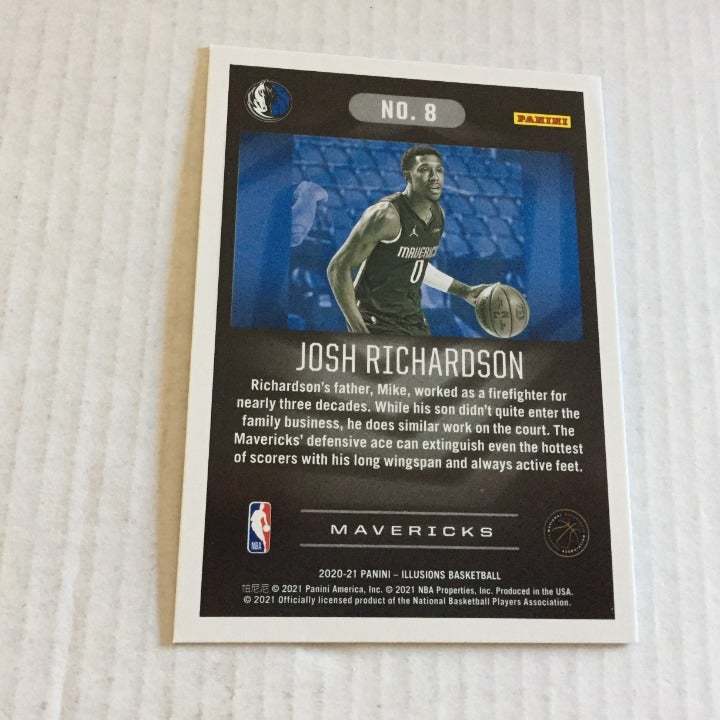 NO. 8
PANINI
MAVERICKS
0
JOSH RICHARDSON
Richardson's father, Mike, worked as a firefighter for
nearly three decades. While his son didn't quite enter the
family business, he does similar work on the court. The
Mavericks' defensive ace can extinguish even the hottest
of scorers with his long wingspan and always active feet.
NBA
MAVERICKS
2020-21 PANINI – ILLUSIONS BASKETBALL
帕尼尼 © 2021 Panini America, Inc. © 2021 NBA Properties, Inc. Produced in the USA.
© 2021 Officially licensed product of the National Basketball Players Association.